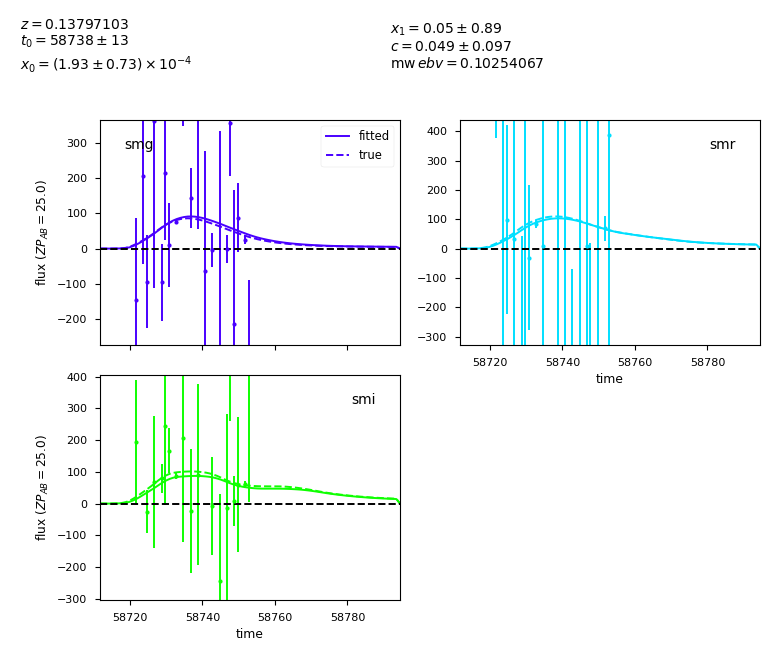 z = 0.13797103
t₀ = 58738 ± 13
x₀ = (1.93 ± 0.73) × 10⁻⁴
x₁ = 0.05 ± 0.89
c = 0.049 ± 0.097
mw ebv = 0.10254067
smg
fitted
true
300
200
100
0
−100
−200
flux (ZP_AB = 25.0)
smr
400
300
200
100
0
−100
−200
−300
58720 58740 58760 58780
time
smi
400
300
200
100
0
−100
−200
−300
flux (ZP_AB = 25.0)
58720 58740 58760 58780
time